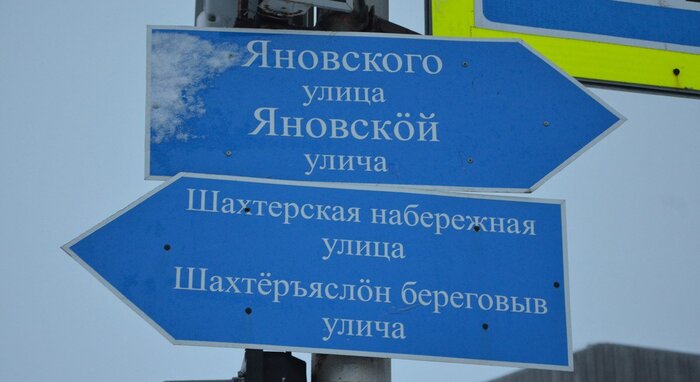 Яновского
улица
Яновскӧй
улича
Шахтерская набережная
улица
Шахтёръяслӧн береговыв
улича